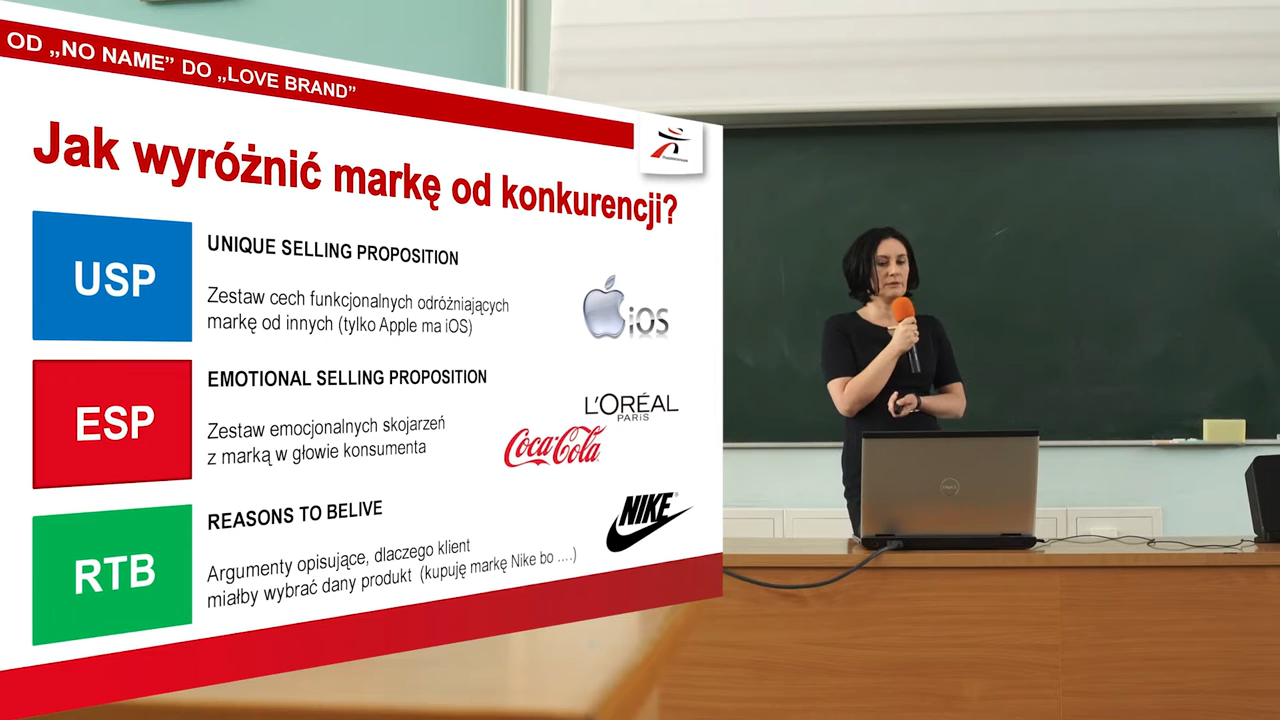 OD „NO NAME” DO „LOVE BRAND”
Jak wyróżnić markę od konkurencji?
USP
UNIQUE SELLING PROPOSITION
Zestaw cech funkcjonalnych odróżniających
markę od innych (tylko Apple ma iOS)
iOS
ESP
EMOTIONAL SELLING PROPOSITION
Zestaw emocjonalnych skojarzeń
z marką w głowie konsumenta
L'ORÉAL
PARIS
Coca-Cola
RTB
REASONS TO BELIVE
Argumenty opisujące, dlaczego klient
miałby wybrać dany produkt (kupuję markę Nike bo ....)
NIKE
DELL